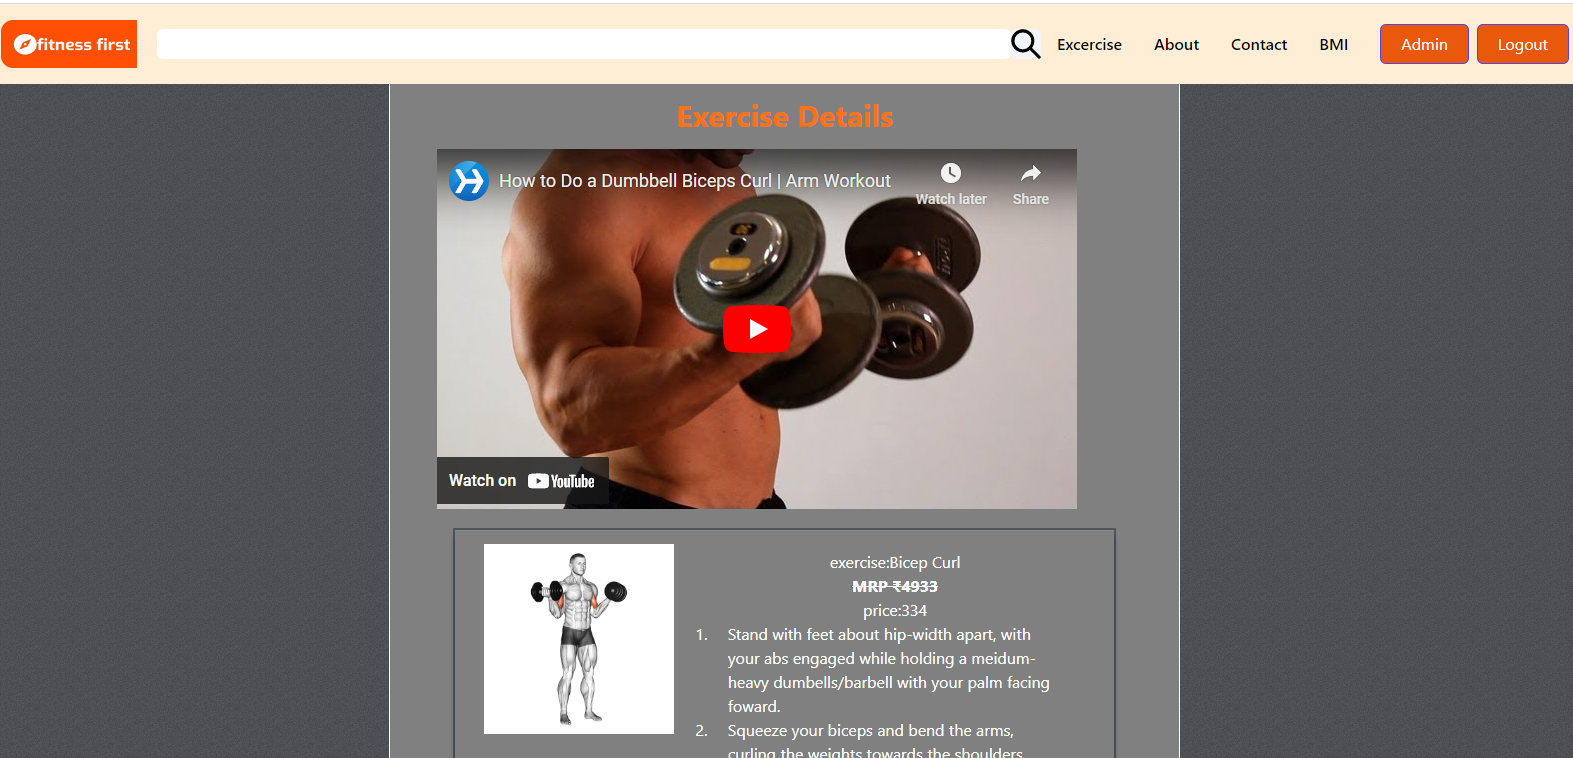 fitness first
Excercise
About
Contact
BMI
Admin
Logout
Exercise Details
How to Do a Dumbbell Biceps Curl | Arm Workout
Watch later
Share
Watch on YouTube
exercise:Bicep Curl
MRP ₹4933
price:334
1. Stand with feet about hip-width apart, with
your abs engaged while holding a meidum-
heavy dumbells/barbell with your palm facing
foward.
2. Squeeze your biceps and bend the arms,
curling the weights towards the shoulders